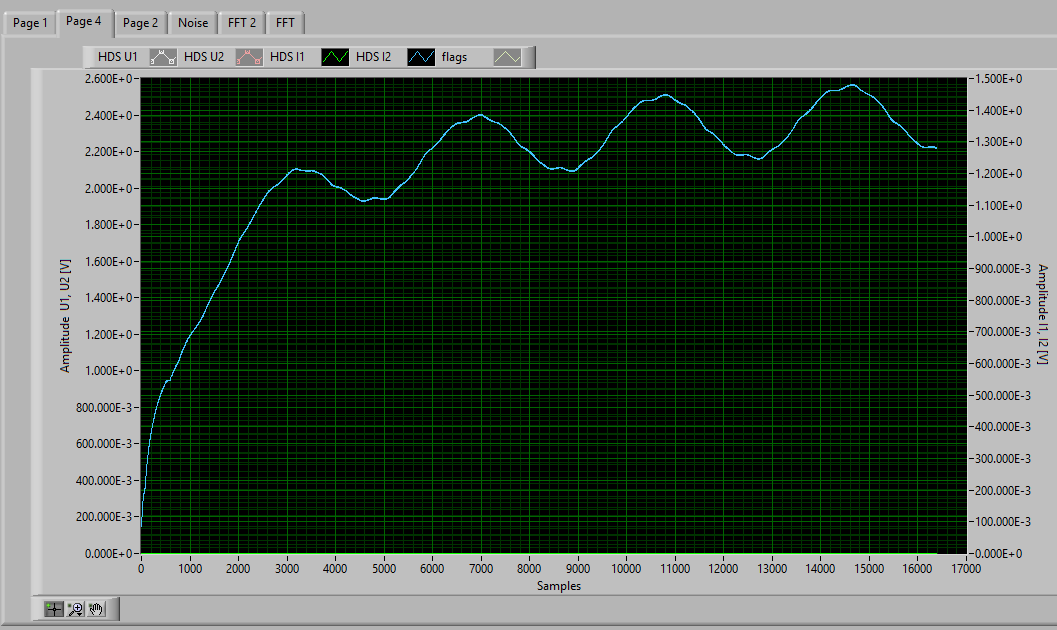 Page 1 Page 4 Page 2 Noise FFT 2 FFT
HDS U1 HDS U2 HDS I1 HDS I2 flags
2.600E+0
2.400E+0
2.200E+0
2.000E+0
1.800E+0
1.600E+0
1.400E+0
1.200E+0
1.000E+0
800.000E-3
600.000E-3
400.000E-3
200.000E-3
0.000E+0
Amplitude U1, U2 [V]
1.500E+0
1.400E+0
1.300E+0
1.200E+0
1.100E+0
1.000E+0
900.000E-3
800.000E-3
700.000E-3
600.000E-3
500.000E-3
400.000E-3
300.000E-3
200.000E-3
100.000E-3
0.000E+0
Amplitude I1, I2 [V]
0 1000 2000 3000 4000 5000 6000 7000 8000 9000 10000 11000 12000 13000 14000 15000 16000 17000
Samples